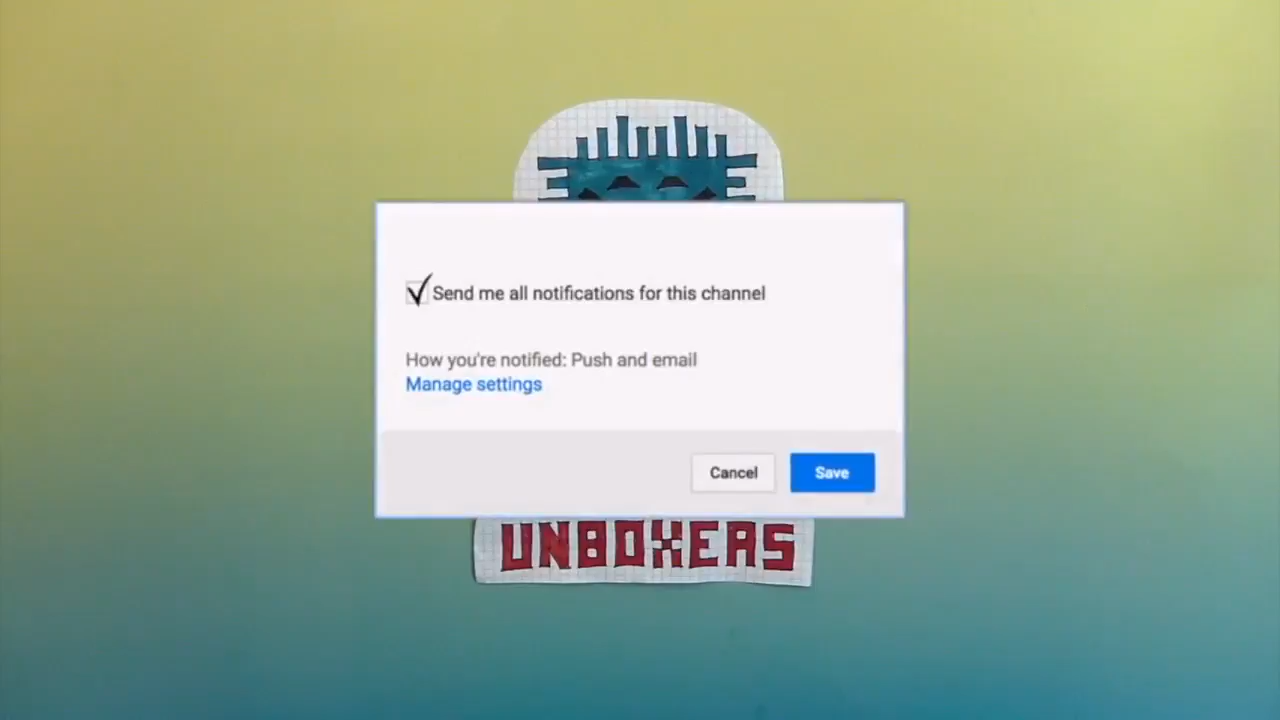 Send me all notifications for this channel
How you're notified: Push and email
Manage settings
Cancel
Save
UNBOXERS